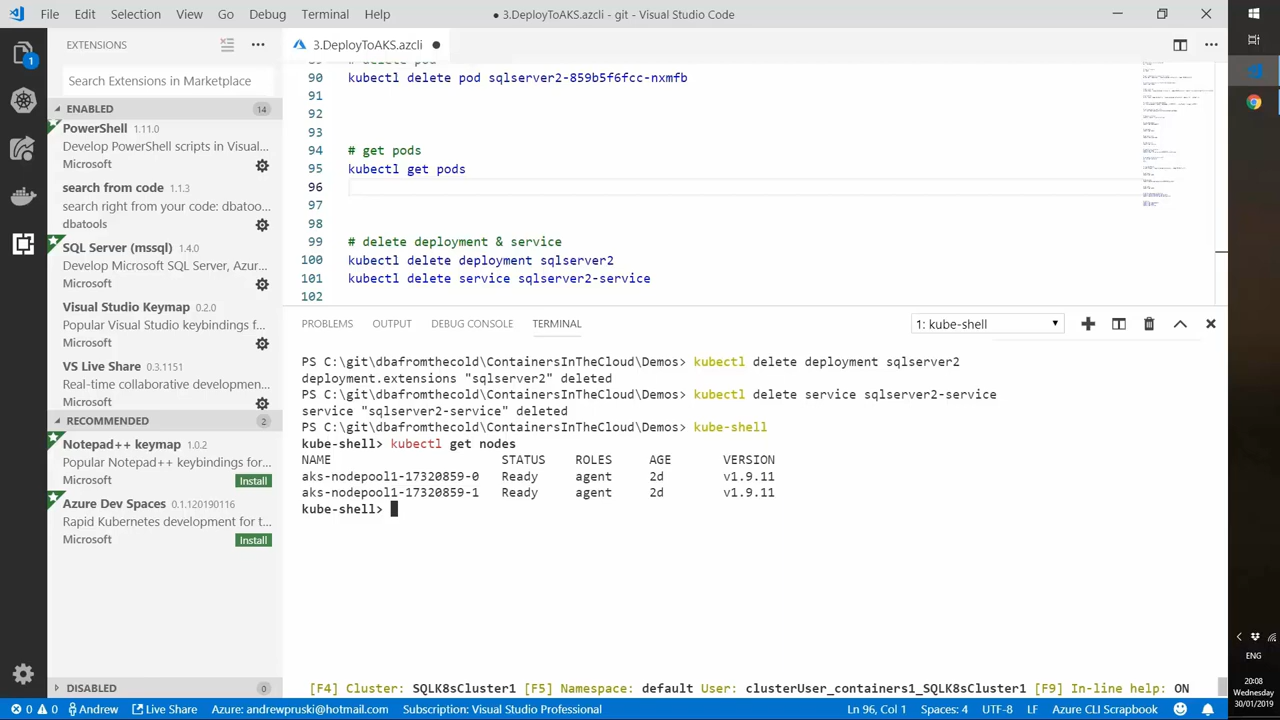 File Edit Selection View Go Debug Terminal Help
● 3.DeployToAKS.azcli - git - Visual Studio Code
EXTENSIONS
3.DeployToAKS.azcli ●
Search Extensions in Marketplace
ENABLED 14
PowerShell 1.11.0
Develop PowerShell scripts in Visual...
Microsoft
search from code 1.1.3
search right from your code: dbatoo...
dbatools
SQL Server (mssql) 1.4.0
Develop Microsoft SQL Server, Azur...
Microsoft
Visual Studio Keymap 0.2.0
Popular Visual Studio keybindings f...
Microsoft
VS Live Share 0.3.1151
Real-time collaborative developmen...
Microsoft
RECOMMENDED 2
Notepad++ keymap 1.0.2
Popular Notepad++ keybindings for...
Microsoft Install
Azure Dev Spaces 0.1.120190116
Rapid Kubernetes development for t...
Microsoft Install
DISABLED 0
89 # delete pod
90 kubectl delete pod sqlserver2-859b5f6fcc-nxmfb
91
92
93
94 # get pods
95 kubectl get pods
96
97
98
99 # delete deployment & service
100 kubectl delete deployment sqlserver2
101 kubectl delete service sqlserver2-service
102
PROBLEMS OUTPUT DEBUG CONSOLE TERMINAL 1: kube-shell
PS C:\git\dbafromthecold\ContainersInTheCloud\Demos> kubectl delete deployment sqlserver2
deployment.extensions "sqlserver2" deleted
PS C:\git\dbafromthecold\ContainersInTheCloud\Demos> kubectl delete service sqlserver2-service
service "sqlserver2-service" deleted
PS C:\git\dbafromthecold\ContainersInTheCloud\Demos> kube-shell
kube-shell> kubectl get nodes
NAME STATUS ROLES AGE VERSION
aks-nodepool1-17320859-0 Ready agent 2d v1.9.11
aks-nodepool1-17320859-1 Ready agent 2d v1.9.11
kube-shell>
[F4] Cluster: SQLK8sCluster1 [F5] Namespace: default User: clusterUser_containers1_SQLK8sCluster1 [F9] In-line help: ON
0 0 Andrew Live Share Azure: andrewpruski@hotmail.com Subscription: Visual Studio Professional Ln 96, Col 1 Spaces: 4 UTF-8 LF Azure CLI Scrapbook
1
ENG
20:08
Wednesday
30/01/2019